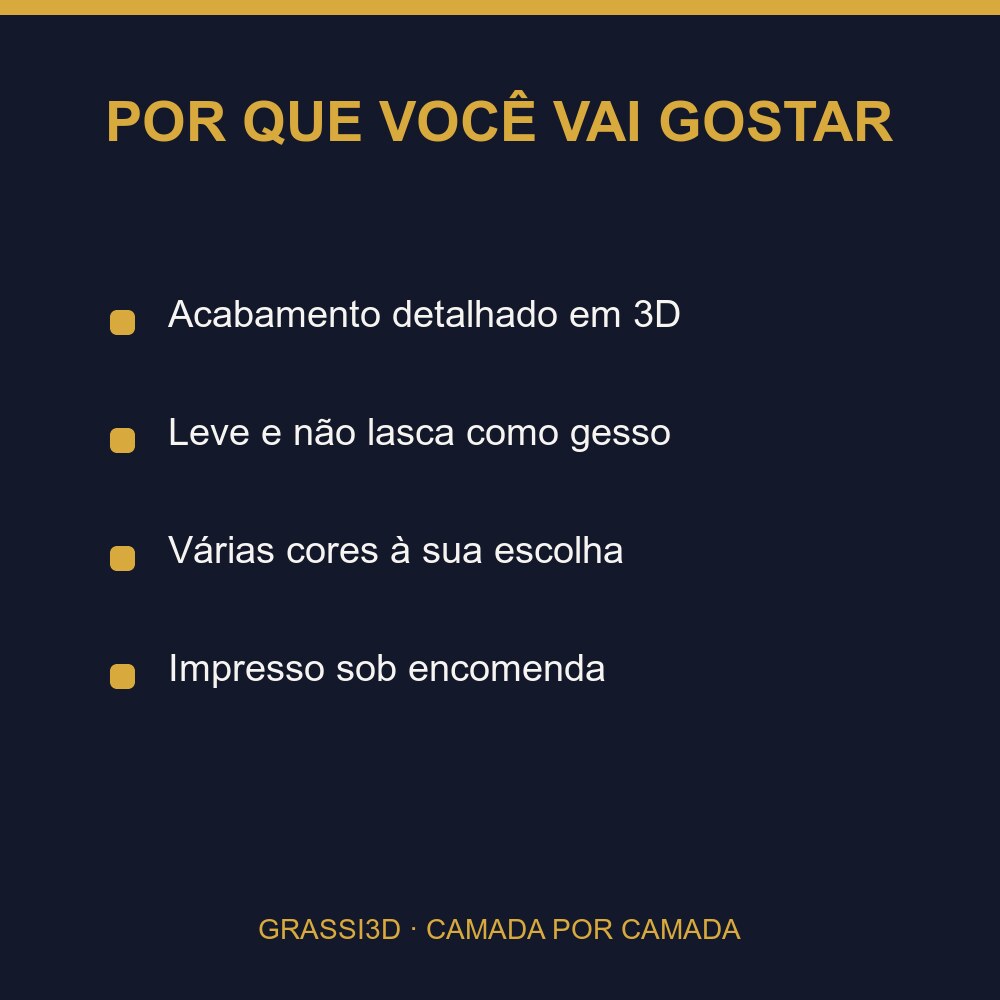 POR QUE VOCÊ VAI GOSTAR
Acabamento detalhado em 3D
Leve e não lasca como gesso
Várias cores à sua escolha
Impresso sob encomenda
GRASSI3D · CAMADA POR CAMADA